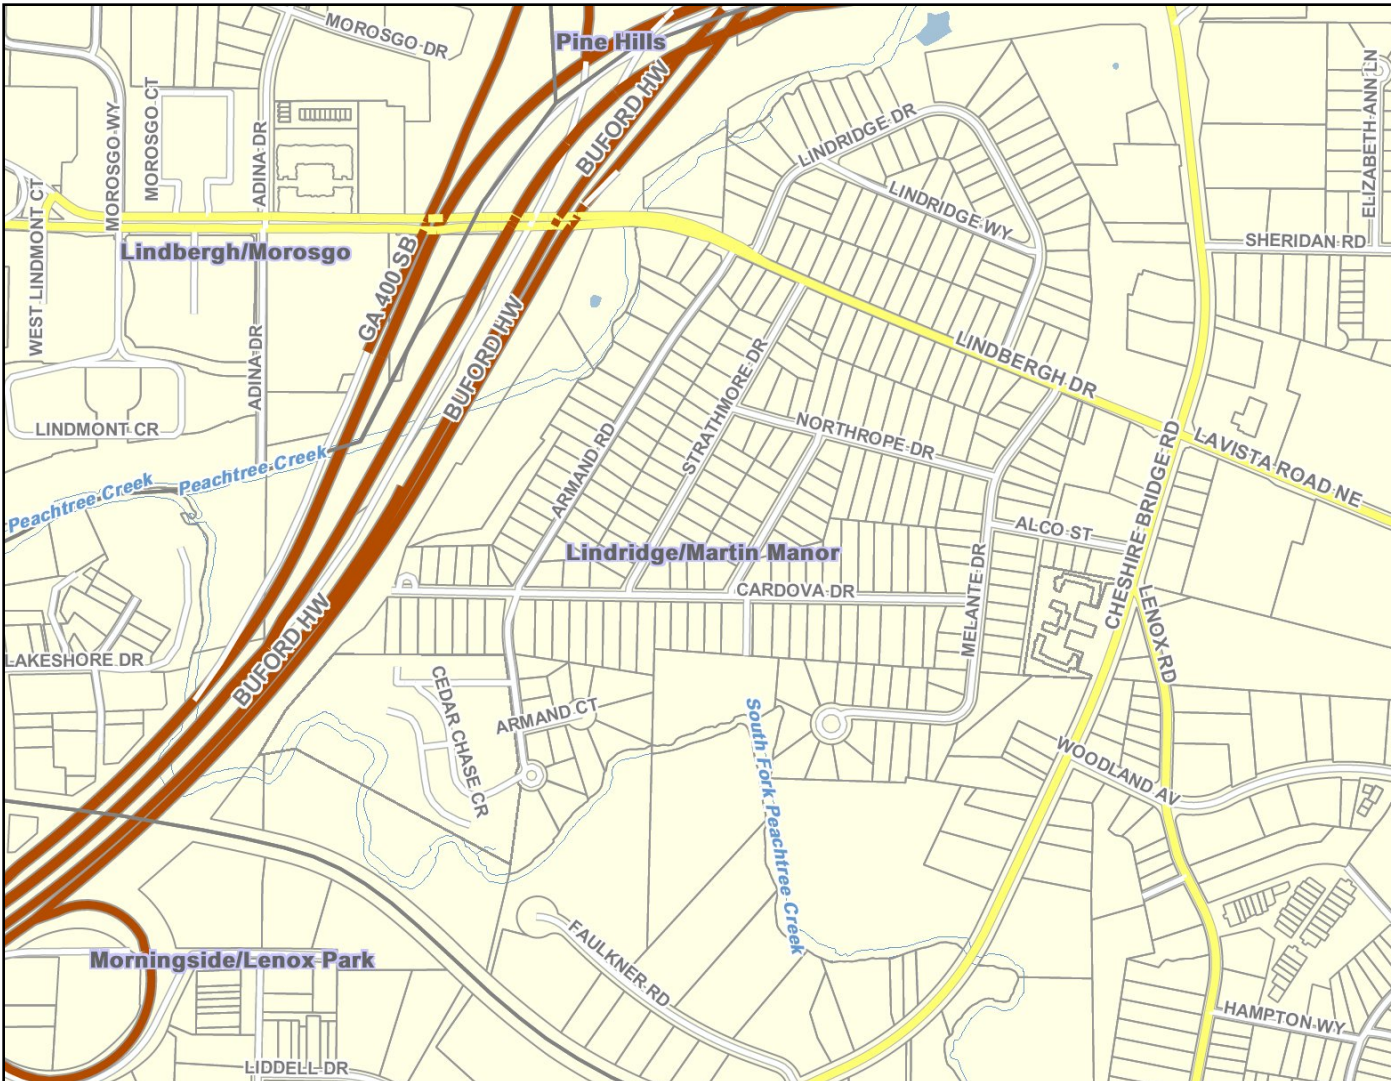 MOROSGO DR
Pine Hills
BUFORD HW
MOROSGO WY
MOROSGO CT
ADINA DR
LINDRIDGE DR
ELIZABETH ANN LN
LINDRIDGE WY
WEST LINDMONT CT
Lindbergh/Morosgo
SHERIDAN RD
GA 400 SB
BUFORD HW
ADINA DR
STRATHMORE DR
LINDBERGH DR
LINDMONT CR
NORTHROPE DR
ARMAND RD
CHESHIRE BRIDGE RD
LAVISTA ROAD NE
Peachtree Creek
Peachtree Creek
ALCO ST
Lindridge/Martin Manor
CARDOVA DR
MELANTE DR
LENOX RD
BUFORD HW
LAKESHORE DR
CEDAR CHASE CR
ARMAND CT
South Fork Peachtree Creek
WOODLAND AV
FAULKNER RD
Morningside/Lenox Park
HAMPTON WY
LIDDELL DR